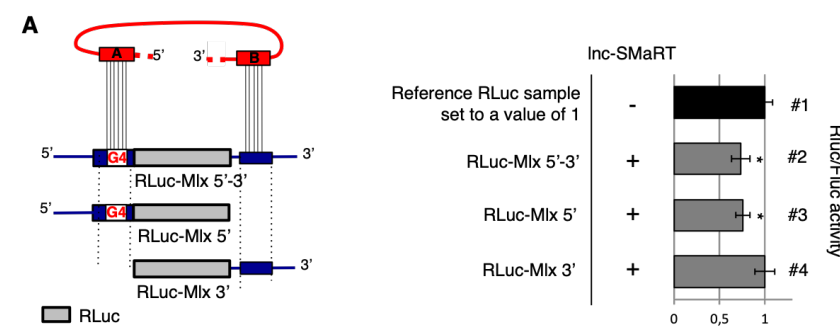 A
A
5'
3'
B
5'
G4
3'
RLuc-Mlx 5'-3'
5'
G4
RLuc-Mlx 5'
3'
RLuc-Mlx 3'
RLuc
lnc-SMaRT
Reference RLuc sample
set to a value of 1
-
#1
RLuc-Mlx 5'-3'
+
*
#2
RLuc-Mlx 5'
+
*
#3
RLuc-Mlx 3'
+
#4
0
0,5
1
Rluc/Fluc activity